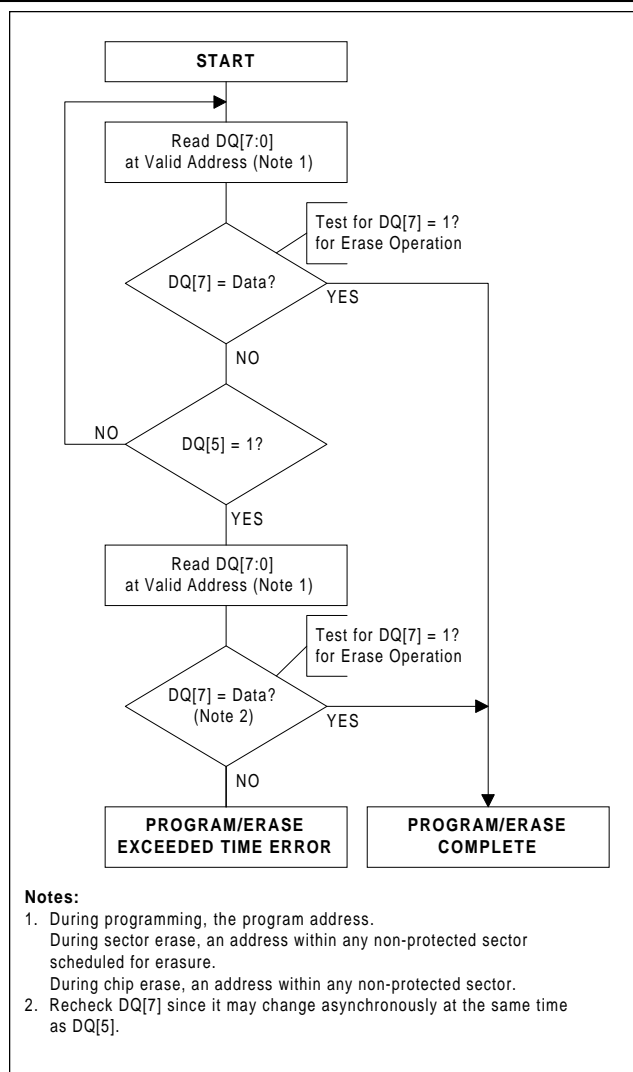 START
Read DQ[7:0]
at Valid Address (Note 1)
Test for DQ[7] = 1?
for Erase Operation
DQ[7] = Data?
YES
NO
NO
DQ[5] = 1?
YES
Read DQ[7:0]
at Valid Address (Note 1)
Test for DQ[7] = 1?
for Erase Operation
DQ[7] = Data?
(Note 2)
YES
NO
PROGRAM/ERASE
EXCEEDED TIME ERROR
PROGRAM/ERASE
COMPLETE
Notes:
1. During programming, the program address.
During sector erase, an address within any non-protected sector
scheduled for erasure.
During chip erase, an address within any non-protected sector.
2. Recheck DQ[7] since it may change asynchronously at the same time
as DQ[5].